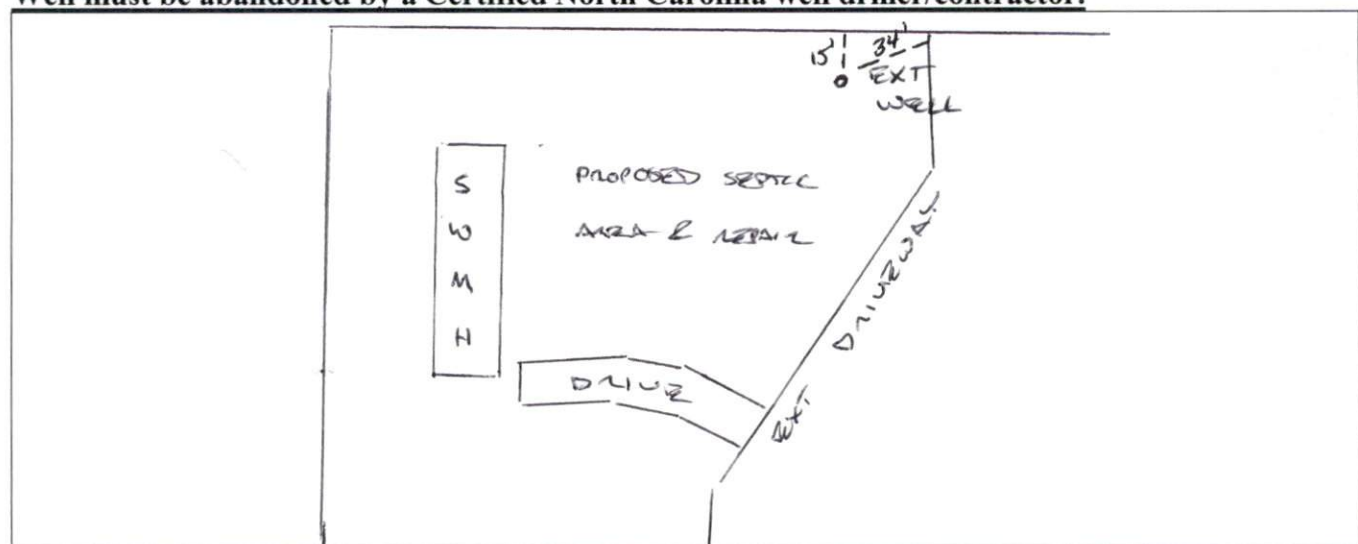 Well must be abandoned by a Certified North Carolina well driller/contractor.
15' 34'
EXT
WELL
S
W
M
H
PROPOSED SEPTIC
AREA & REPAIR
DRIVE
EXT. DRIVEWAY